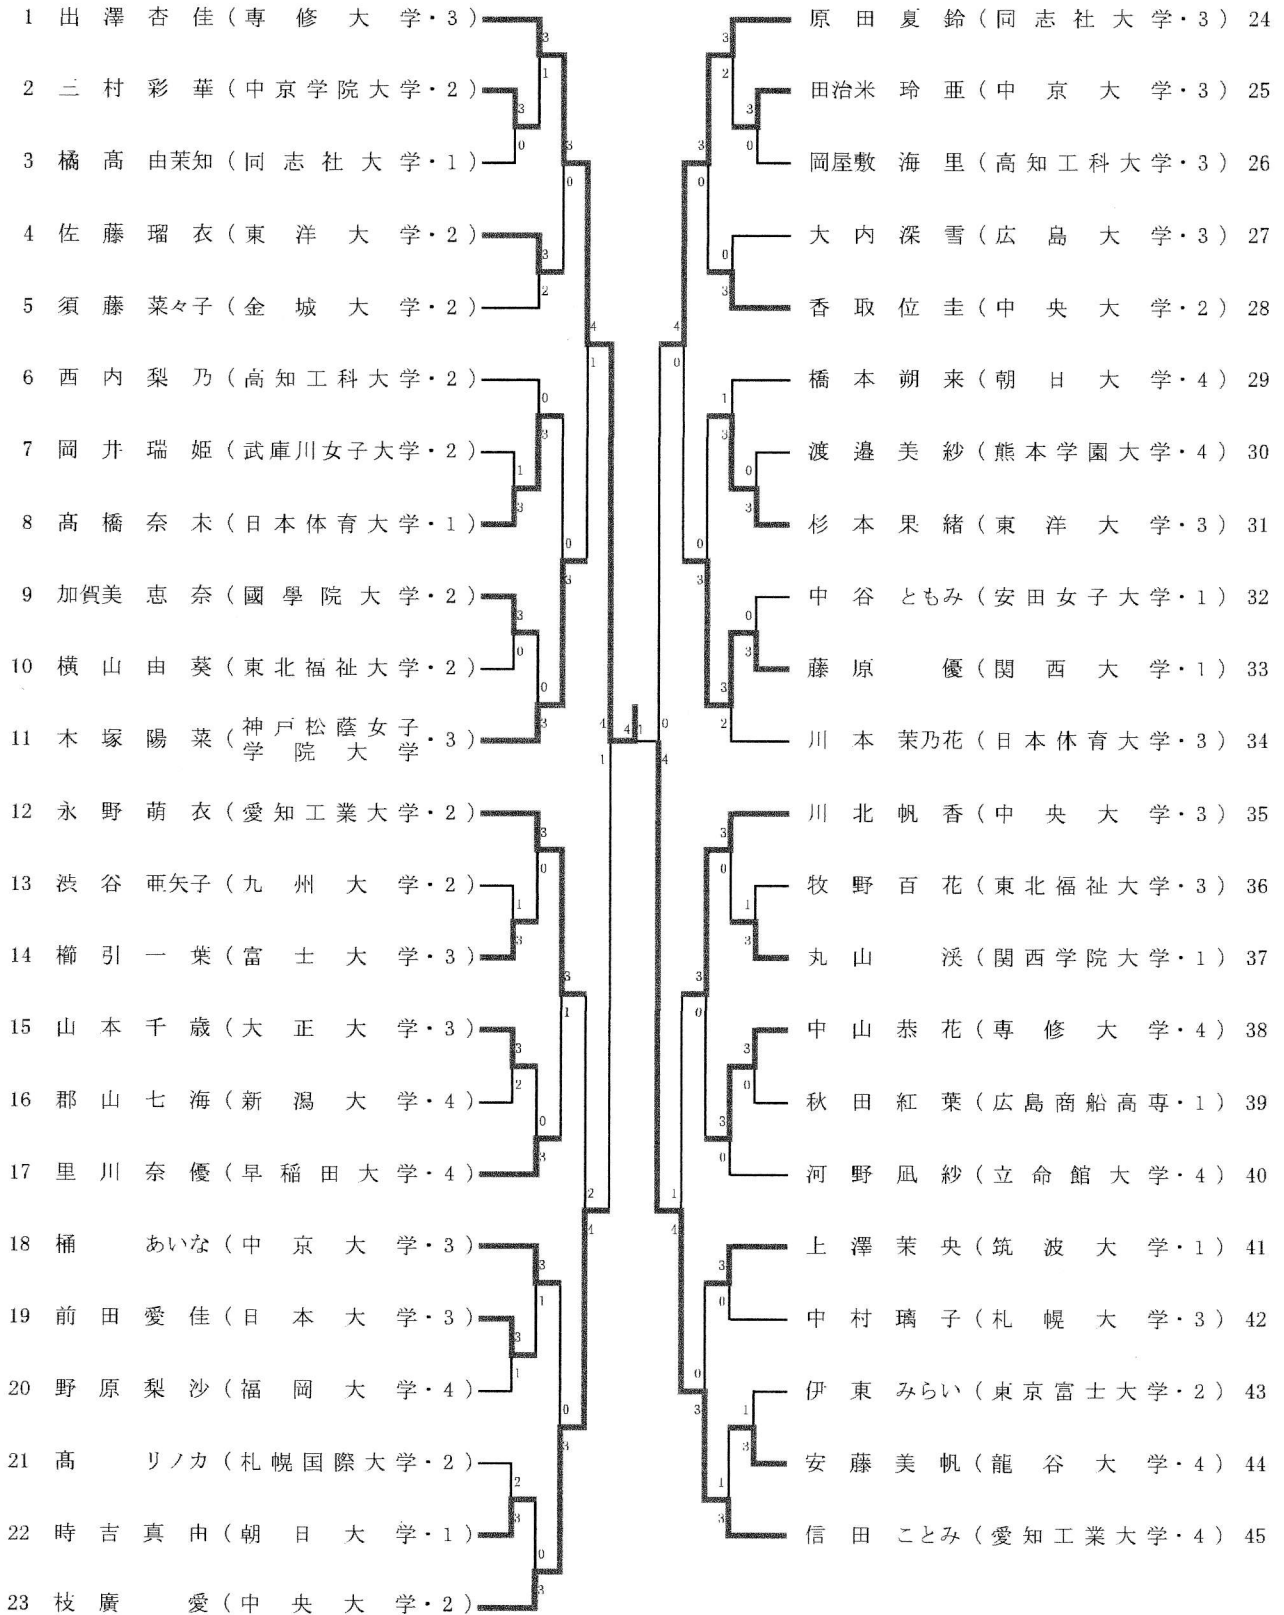 1 出澤杏佳(専修大学・3)
2 三村彩華(中京学院大学・2)
3 橘髙由茉知(同志社大学・1)
4 佐藤瑠衣(東洋大学・2)
5 須藤菜々子(金城大学・2)
6 西内梨乃(高知工科大学・2)
7 岡井瑞姫(武庫川女子大学・2)
8 髙橋奈未(日本体育大学・1)
9 加賀美恵奈(國學院大学・2)
10 横山由葵(東北福祉大学・2)
11 木塚陽菜(神戸松蔭女子学院大学・3)
12 永野萌衣(愛知工業大学・2)
13 渋谷亜矢子(九州大学・2)
14 櫛引一葉(富士大学・3)
15 山本千歳(大正大学・3)
16 郡山七海(新潟大学・4)
17 里川奈優(早稲田大学・4)
18 桶あいな(中京大学・3)
19 前田愛佳(日本大学・3)
20 野原梨沙(福岡大学・4)
21 髙リノカ(札幌国際大学・2)
22 時吉真由(朝日大学・1)
23 枝廣愛(中央大学・2)
原田夏鈴(同志社大学・3) 24
田治米玲亜(中京大学・3) 25
岡屋敷海里(高知工科大学・3) 26
大内深雪(広島大学・3) 27
香取位圭(中央大学・2) 28
橋本朔来(朝日大学・4) 29
渡邉美紗(熊本学園大学・4) 30
杉本果緒(東洋大学・3) 31
中谷ともみ(安田女子大学・1) 32
藤原優(関西大学・1) 33
川本茉乃花(日本体育大学・3) 34
川北帆香(中央大学・3) 35
牧野百花(東北福祉大学・3) 36
丸山渓(関西学院大学・1) 37
中山恭花(専修大学・4) 38
秋田紅葉(広島商船高専・1) 39
河野凪紗(立命館大学・4) 40
上澤茉央(筑波大学・1) 41
中村璃子(札幌大学・3) 42
伊東みらい(東京富士大学・2) 43
安藤美帆(龍谷大学・4) 44
信田ことみ(愛知工業大学・4) 45